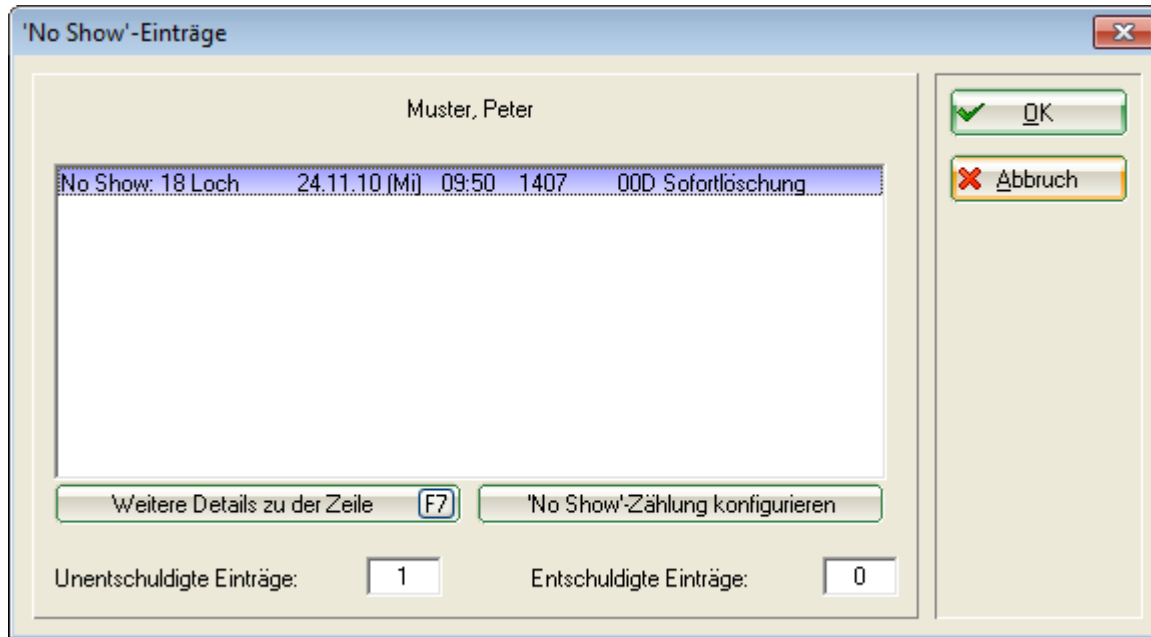 'No Show'-Einträge
Muster, Peter
OK
Abbruch
No Show: 18 Loch 24.11.10 (Mi) 09:50 1407 00D Sofortlöschung
Weitere Details zu der Zeile F7 'No Show'-Zählung konfigurieren
Unentschuldigte Einträge: 1 Entschuldigte Einträge: 0